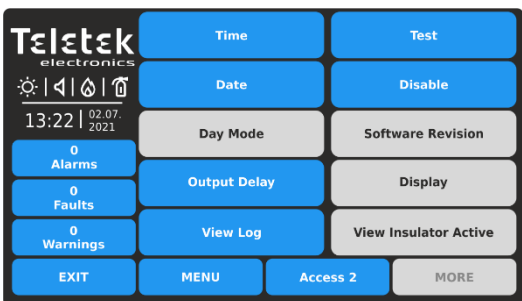 Teletek
electronics
13:22 02.07.
2021
0
Alarms
0
Faults
0
Warnings
Time
Test
Date
Disable
Day Mode
Software Revision
Output Delay
Display
View Log
View Insulator Active
EXIT
MENU
Access 2
MORE